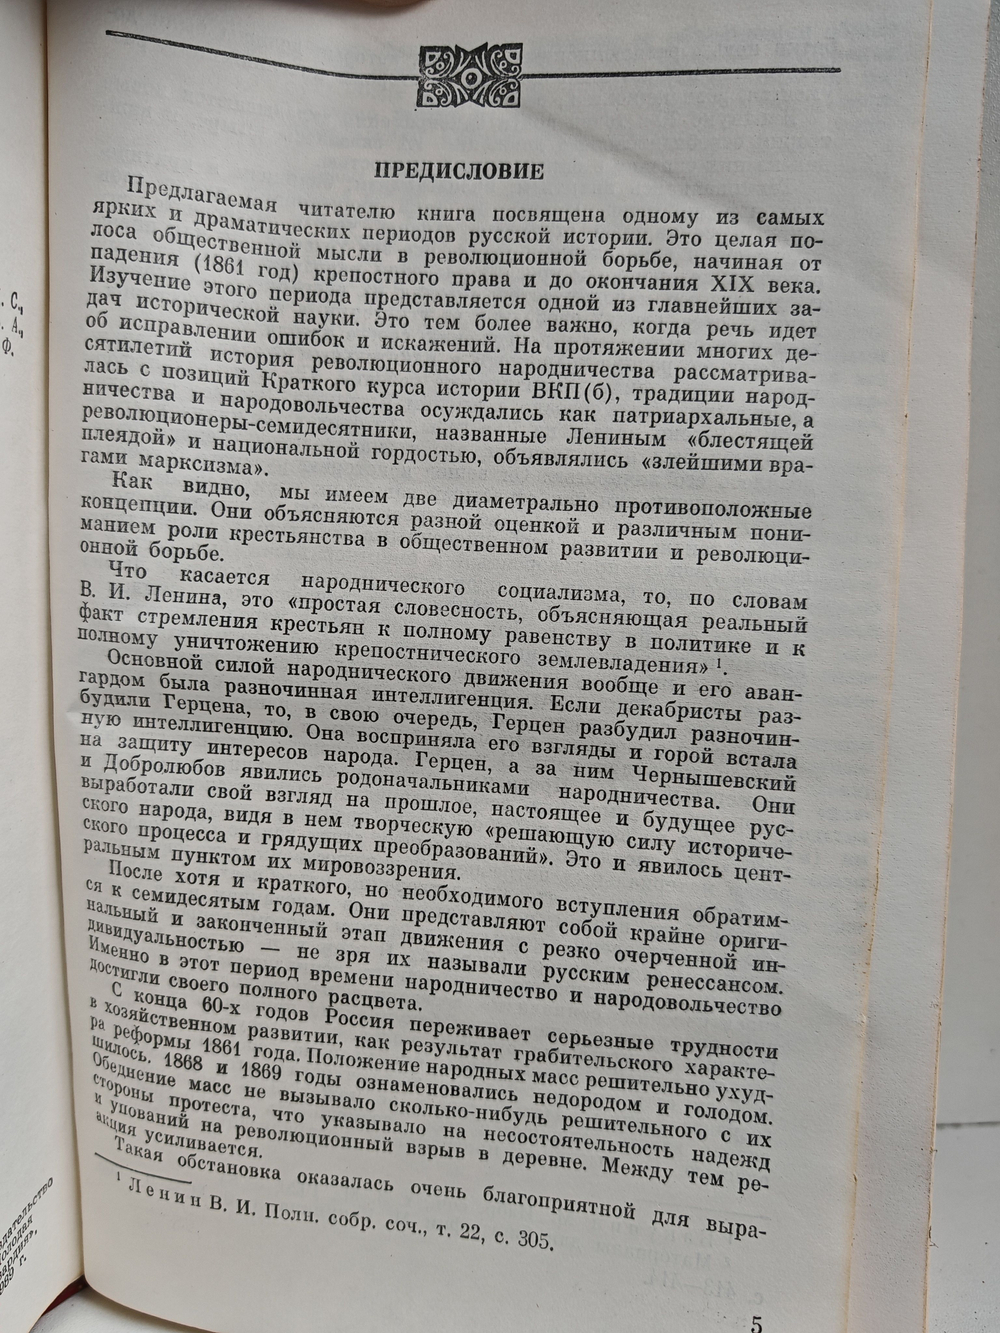 ПРЕДИСЛОВИЕ
Предлагаемая читателю книга посвящена одному из самых
ярких и драматических периодов русской истории. Это целая по-
лоса общественной мысли в революционной борьбе, начиная от
падения (1861 год) крепостного права и до окончания XIX века.
Изучение этого периода представляется одной из главнейших за-
дач исторической науки. Это тем более важно, когда речь идет
об исправлении ошибок и искажений. На протяжении многих де-
сятилетий история революционного народничества рассматрива-
лась с позиций Краткого курса истории ВКП(б), традиции народ-
ничества и народовольчества осуждались как патриархальные, а
революционеры-семидесятники, названные Лениным «блестящей
плеядой» и национальной гордостью, объявлялись «злейшими вра-
гами марксизма».
Как видно, мы имеем две диаметрально противоположные
концепции. Они объясняются разной оценкой и различным пони-
манием роли крестьянства в общественном развитии и революци-
онной борьбе.
Что касается народнического социализма, то, по словам
В. И. Ленина, это «простая словесность, объясняющая реальный
факт стремления крестьян к полному равенству в политике и к
полному уничтожению крепостнического землевладения» ¹.
Основной силой народнического движения вообще и его аван-
гардом была разночинная интеллигенция. Если декабристы раз-
будили Герцена, то, в свою очередь, Герцен разбудил разночин-
ную интеллигенцию. Она восприняла его взгляды и горой встала
на защиту интересов народа. Герцен, а за ним Чернышевский
и Добролюбов явились родоначальниками народничества. Они
выработали свой взгляд на прошлое, настоящее и будущее рус-
ского народа, видя в нем творческую «решающую силу историче-
ского процесса и грядущих преобразований». Это и явилось цент-
ральным пунктом их мировоззрения.
После хотя и краткого, но необходимого вступления обратим-
ся к семидесятым годам. Они представляют собой крайне ориги-
нальный и законченный этап движения с резко очерченной ин-
дивидуальностью — не зря их называли русским ренессансом.
Именно в этот период времени народничество и народовольчество
достигли своего полного расцвета.
С конца 60-х годов Россия переживает серьезные трудности
в хозяйственном развитии, как результат грабительского характе-
ра реформы 1861 года. Положение народных масс решительно ухуд-
шилось. 1868 и 1869 годы ознаменовались недородом и голодом.
Обеднение масс не вызывало сколько-нибудь решительного с их
стороны протеста, что указывало на несостоятельность надежд
и упований на революционный взрыв в деревне. Между тем ре-
акция усиливается.
Такая обстановка оказалась очень благоприятной для выра-
¹ Ленин В. И. Полн. собр. соч., т. 22, с. 305.
5